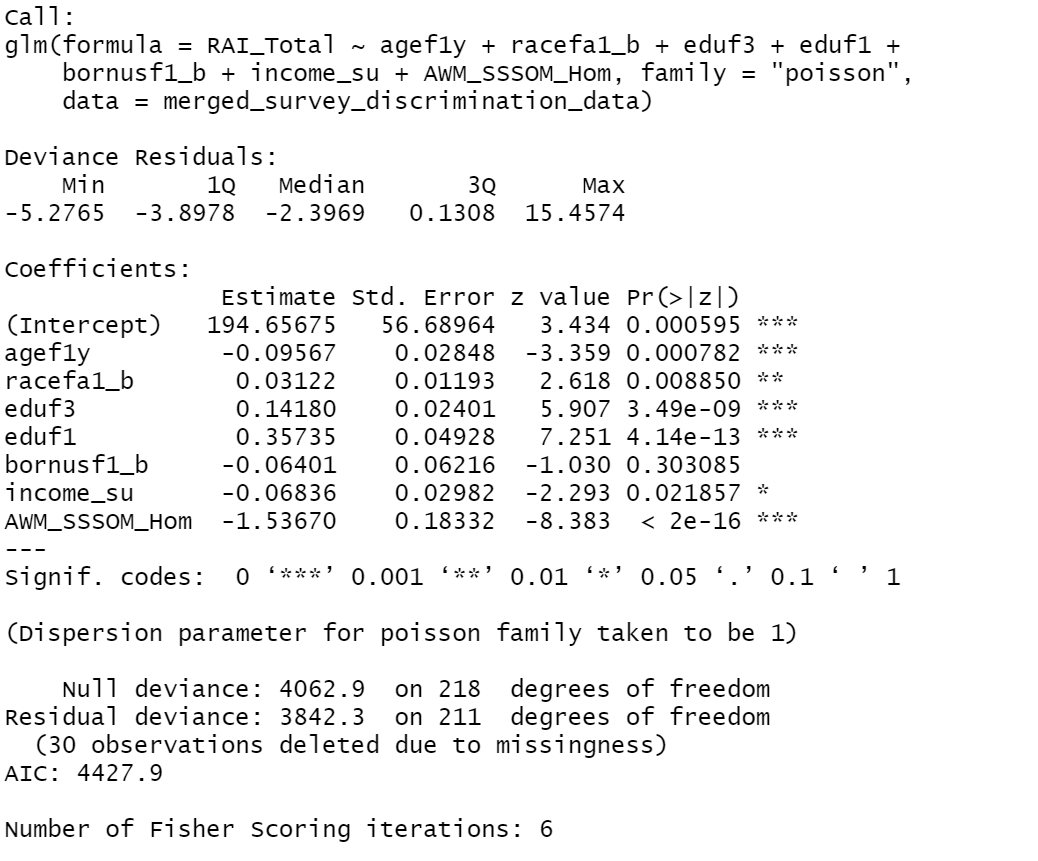 Call:
glm(formula = RAI_Total ~ agef1y + racefa1_b + eduf3 + eduf1 +
    bornusf1_b + income_su + AWM_SSSOM_Hom, family = "poisson",
    data = merged_survey_discrimination_data)

Deviance Residuals:
    Min       1Q   Median       3Q      Max
-5.2765  -3.8978  -2.3969   0.1308  15.4574

Coefficients:
               Estimate Std. Error z value Pr(>|z|)
(Intercept)   194.65675   56.68964   3.434 0.000595 ***
agef1y         -0.09567    0.02848  -3.359 0.000782 ***
racefa1_b       0.03122    0.01193   2.618 0.008850 **
eduf3           0.14180    0.02401   5.907 3.49e-09 ***
eduf1           0.35735    0.04928   7.251 4.14e-13 ***
bornusf1_b     -0.06401    0.06216  -1.030 0.303085
income_su      -0.06836    0.02982  -2.293 0.021857 *
AWM_SSSOM_Hom  -1.53670    0.18332  -8.383  < 2e-16 ***
---
Signif. codes:  0 ‘***’ 0.001 ‘**’ 0.01 ‘*’ 0.05 ‘.’ 0.1 ‘ ’ 1

(Dispersion parameter for poisson family taken to be 1)

    Null deviance: 4062.9  on 218  degrees of freedom
Residual deviance: 3842.3  on 211  degrees of freedom
  (30 observations deleted due to missingness)
AIC: 4427.9

Number of Fisher Scoring iterations: 6